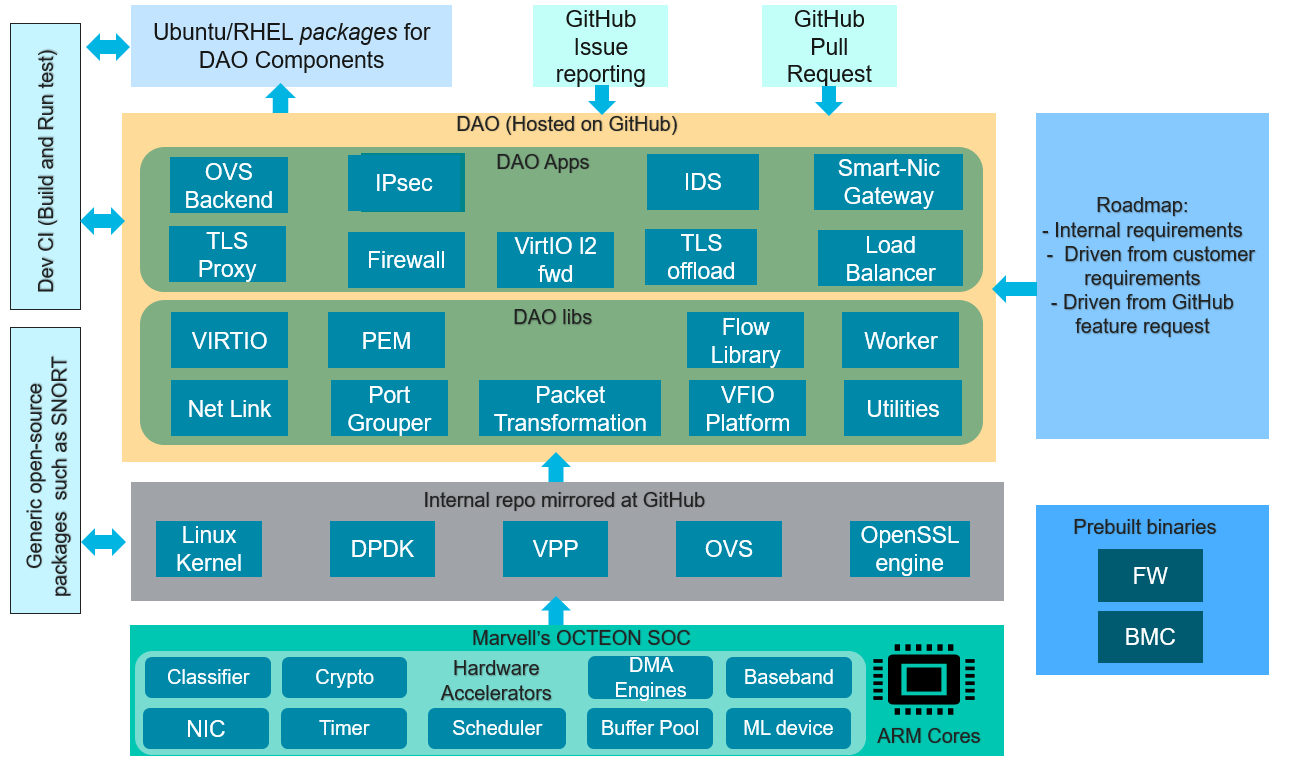 Ubuntu/RHEL packages for
DAO Components
GitHub
Issue
reporting
GitHub
Pull
Request
Dev CI (Build and Run test)
DAO (Hosted on GitHub)
DAO Apps
OVS
Backend
IPsec
IDS
Smart-Nic
Gateway
TLS
Proxy
Firewall
VirtIO l2
fwd
TLS
offload
Load
Balancer
DAO libs
VIRTIO
PEM
Flow
Library
Worker
Net Link
Port
Grouper
Packet
Transformation
VFIO
Platform
Utilities
Roadmap:
- Internal requirements
- Driven from customer
requirements
- Driven from GitHub
feature request
Generic open-source
packages such as SNORT
Internal repo mirrored at GitHub
Linux
Kernel
DPDK
VPP
OVS
OpenSSL
engine
Prebuilt binaries
FW
BMC
Marvell's OCTEON SOC
Classifier
Crypto
Hardware
Accelerators
DMA
Engines
Baseband
NIC
Timer
Scheduler
Buffer Pool
ML device
ARM Cores